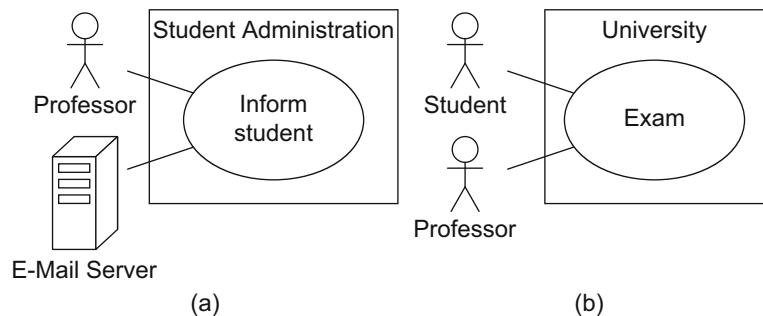 Student Administration
Professor
Inform
student
E-Mail Server
(a)
University
Student
Exam
Professor
(b)